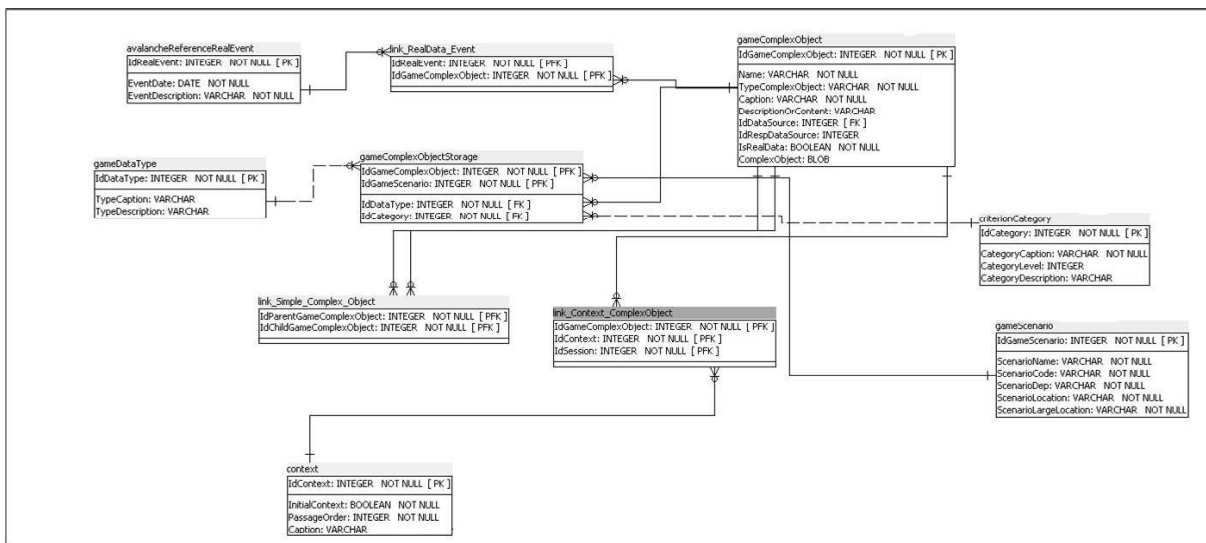 avalancheReferenceRealEvent
IdRealEvent: INTEGER NOT NULL [ PK ]
EventDate: DATE NOT NULL
EventDescription: VARCHAR NOT NULL
link_RealData_Event
IdRealEvent: INTEGER NOT NULL [ PFK ]
IdGameComplexObject: INTEGER NOT NULL [ PFK ]
gameComplexObject
IdGameComplexObject: INTEGER NOT NULL [ PK ]
Name: VARCHAR NOT NULL
TypeComplexObject: VARCHAR NOT NULL
Caption: VARCHAR NOT NULL
DescriptionOrContent: VARCHAR
IdDataSource: INTEGER [ FK ]
IdRespDataSource: INTEGER
IsRealData: BOOLEAN NOT NULL
ComplexObject: BLOB
gameDataType
IdDataType: INTEGER NOT NULL [ PK ]
TypeCaption: VARCHAR
TypeDescription: VARCHAR
gameComplexObjectStorage
IdGameComplexObject: INTEGER NOT NULL [ PFK ]
IdGameScenario: INTEGER NOT NULL [ PFK ]
IdDataType: INTEGER NOT NULL [ FK ]
IdCategory: INTEGER NOT NULL [ FK ]
criterionCategory
IdCategory: INTEGER NOT NULL [ PK ]
CategoryCaption: VARCHAR NOT NULL
CategoryLevel: INTEGER
CategoryDescription: VARCHAR
link_Simple_Complex_Object
IdParentGameComplexObject: INTEGER NOT NULL [ PFK ]
IdChildGameComplexObject: INTEGER NOT NULL [ PFK ]
link_Context_ComplexObject
IdGameComplexObject: INTEGER NOT NULL [ PFK ]
IdContext: INTEGER NOT NULL [ PFK ]
IdSession: INTEGER NOT NULL [ PFK ]
gameScenario
IdGameScenario: INTEGER NOT NULL [ PK ]
ScenarioName: VARCHAR NOT NULL
ScenarioCode: VARCHAR NOT NULL
ScenarioDep: VARCHAR NOT NULL
ScenarioLocation: VARCHAR NOT NULL
ScenarioLargeLocation: VARCHAR NOT NULL
context
IdContext: INTEGER NOT NULL [ PK ]
InitialContext: BOOLEAN NOT NULL
PassageOrder: INTEGER NOT NULL
Caption: VARCHAR